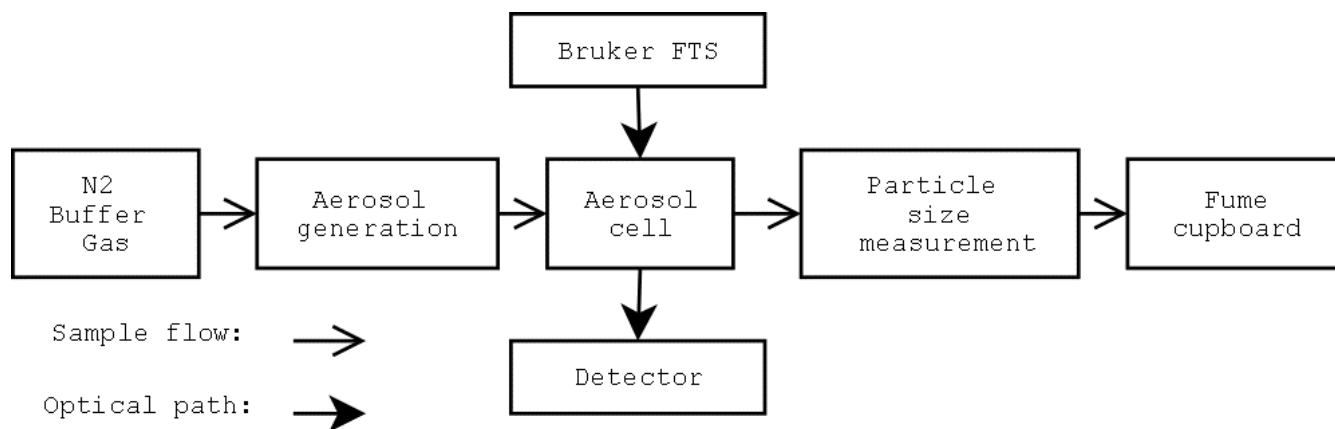 Bruker FTS
N2
Buffer
Gas
Aerosol
generation
Aerosol
cell
Particle
size
measurement
Fume
cupboard
Sample flow:
Detector
Optical path: